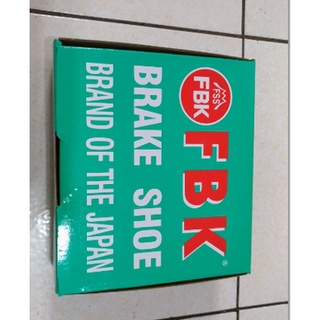 FSS
FBK
FBK®
BRAKE SHOE
BRAND OF THE JAPAN